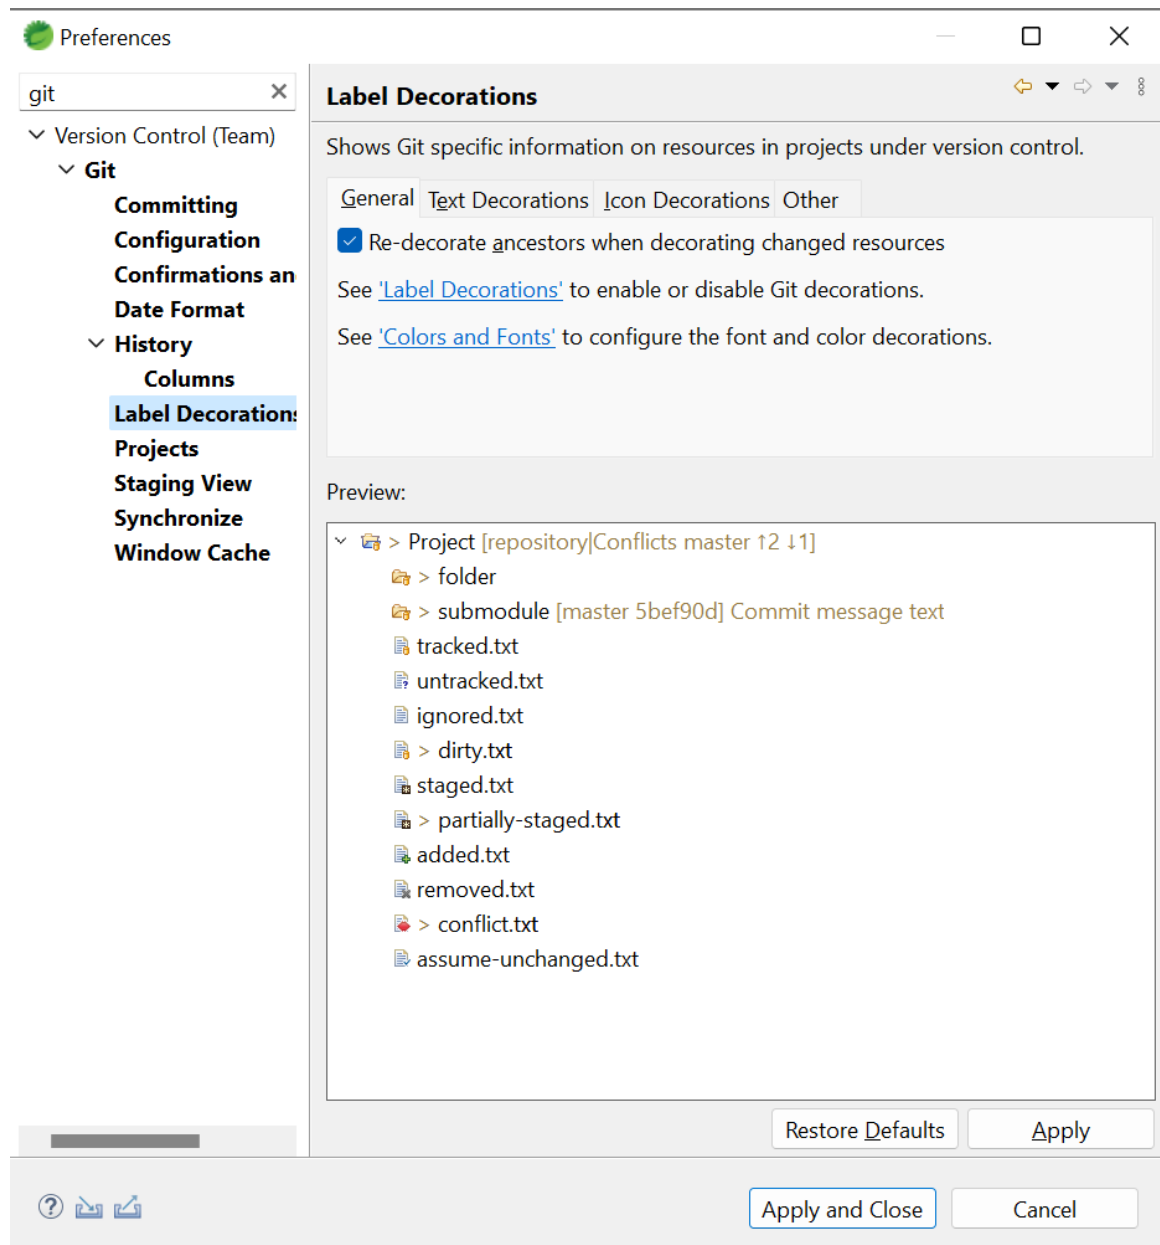 Preferences
git
Version Control (Team)
Git
Committing
Configuration
Confirmations an
Date Format
History
Columns
Label Decorations
Projects
Staging View
Synchronize
Window Cache
Label Decorations
Shows Git specific information on resources in projects under version control.
General Text Decorations Icon Decorations Other
Re-decorate ancestors when decorating changed resources
See 'Label Decorations' to enable or disable Git decorations.
See 'Colors and Fonts' to configure the font and color decorations.
Preview:
> Project [repository|Conflicts master ↑2 ↓1]
> folder
> submodule [master 5bef90d] Commit message text
tracked.txt
untracked.txt
ignored.txt
> dirty.txt
staged.txt
> partially-staged.txt
added.txt
removed.txt
> conflict.txt
assume-unchanged.txt
Restore Defaults Apply
Apply and Close Cancel